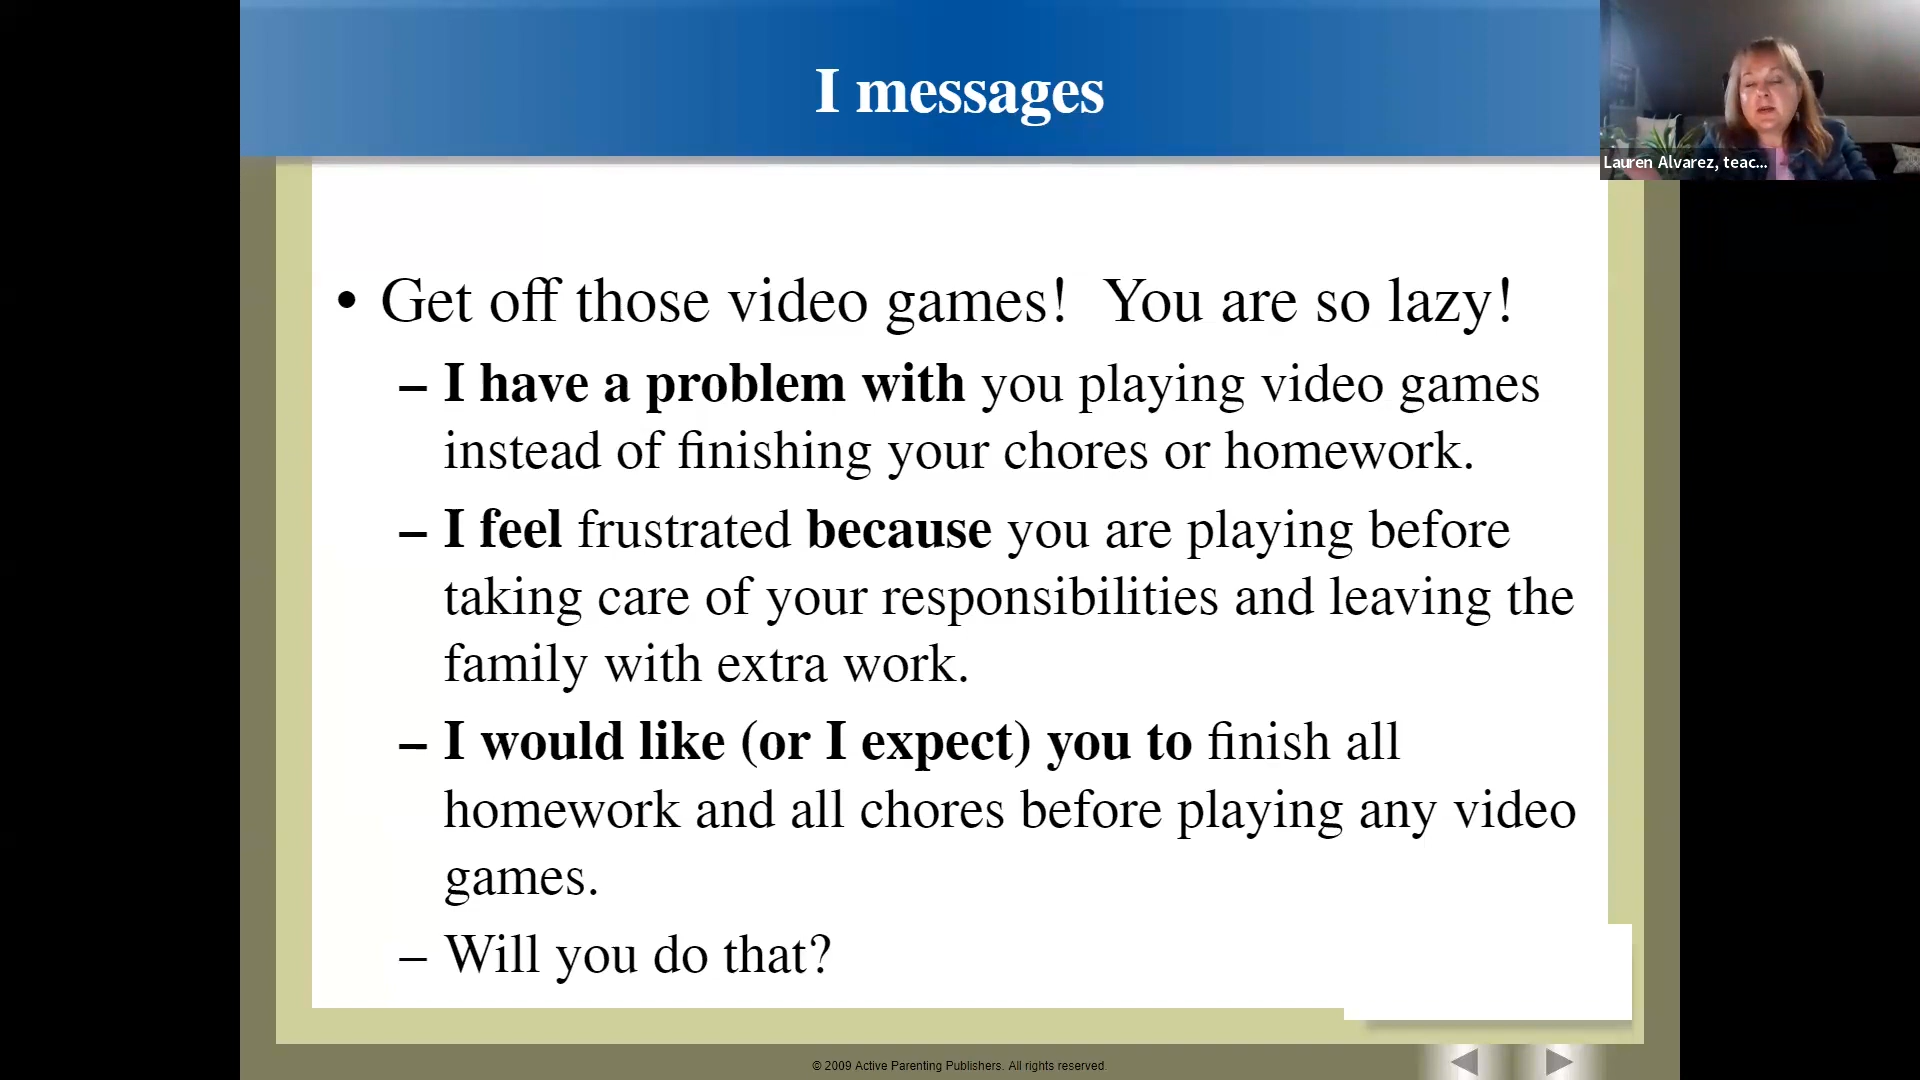 I messages
Lauren Alvarez, teac...
• Get off those video games! You are so lazy!
– I have a problem with you playing video games
instead of finishing your chores or homework.
– I feel frustrated because you are playing before
taking care of your responsibilities and leaving the
family with extra work.
– I would like (or I expect) you to finish all
homework and all chores before playing any video
games.
– Will you do that?
© 2009 Active Parenting Publishers. All rights reserved.